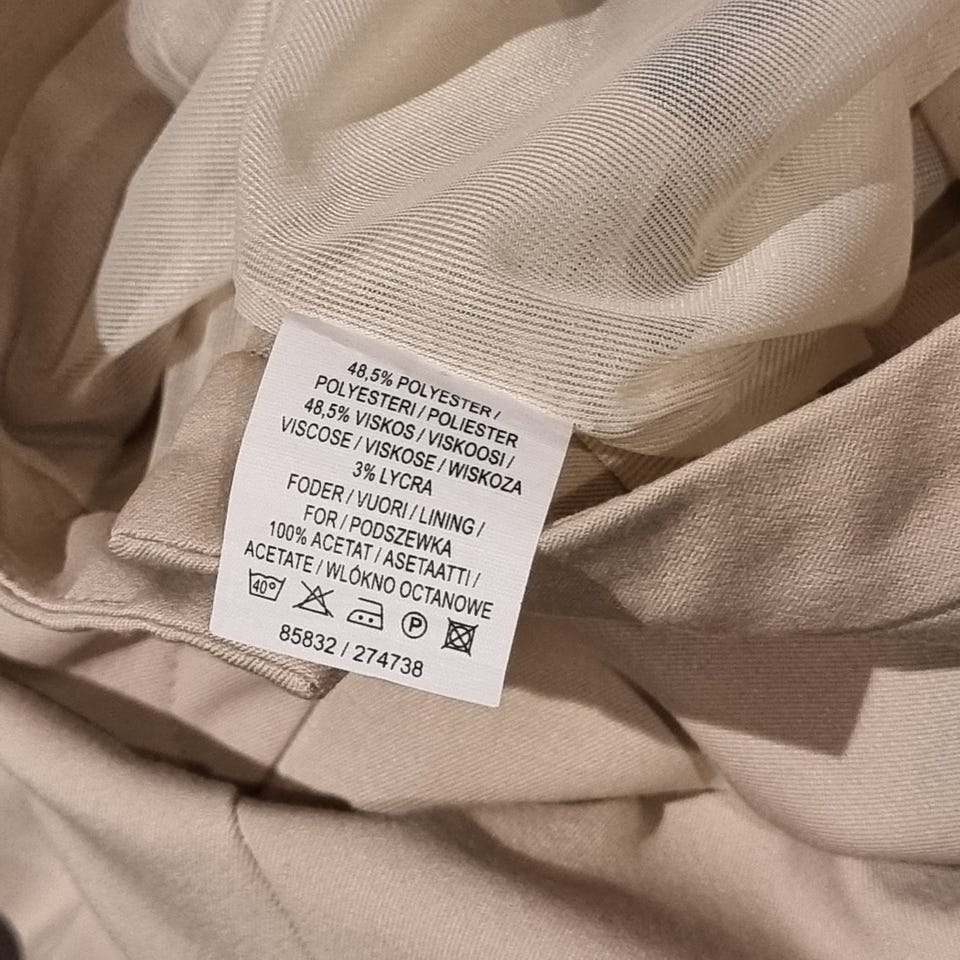 48,5% POLYESTER /
POLYESTERI / POLIESTER
48,5% VISKOS / VISKOOSI /
VISCOSE / VISKOSE / WISKOZA
3% LYCRA
FODER / VUORI / LINING /
FOR / PODSZEWKA
100% ACETAT / ASETAATTI /
ACETATE / WLÓKNO OCTANOWE
40° P
85832 / 274738